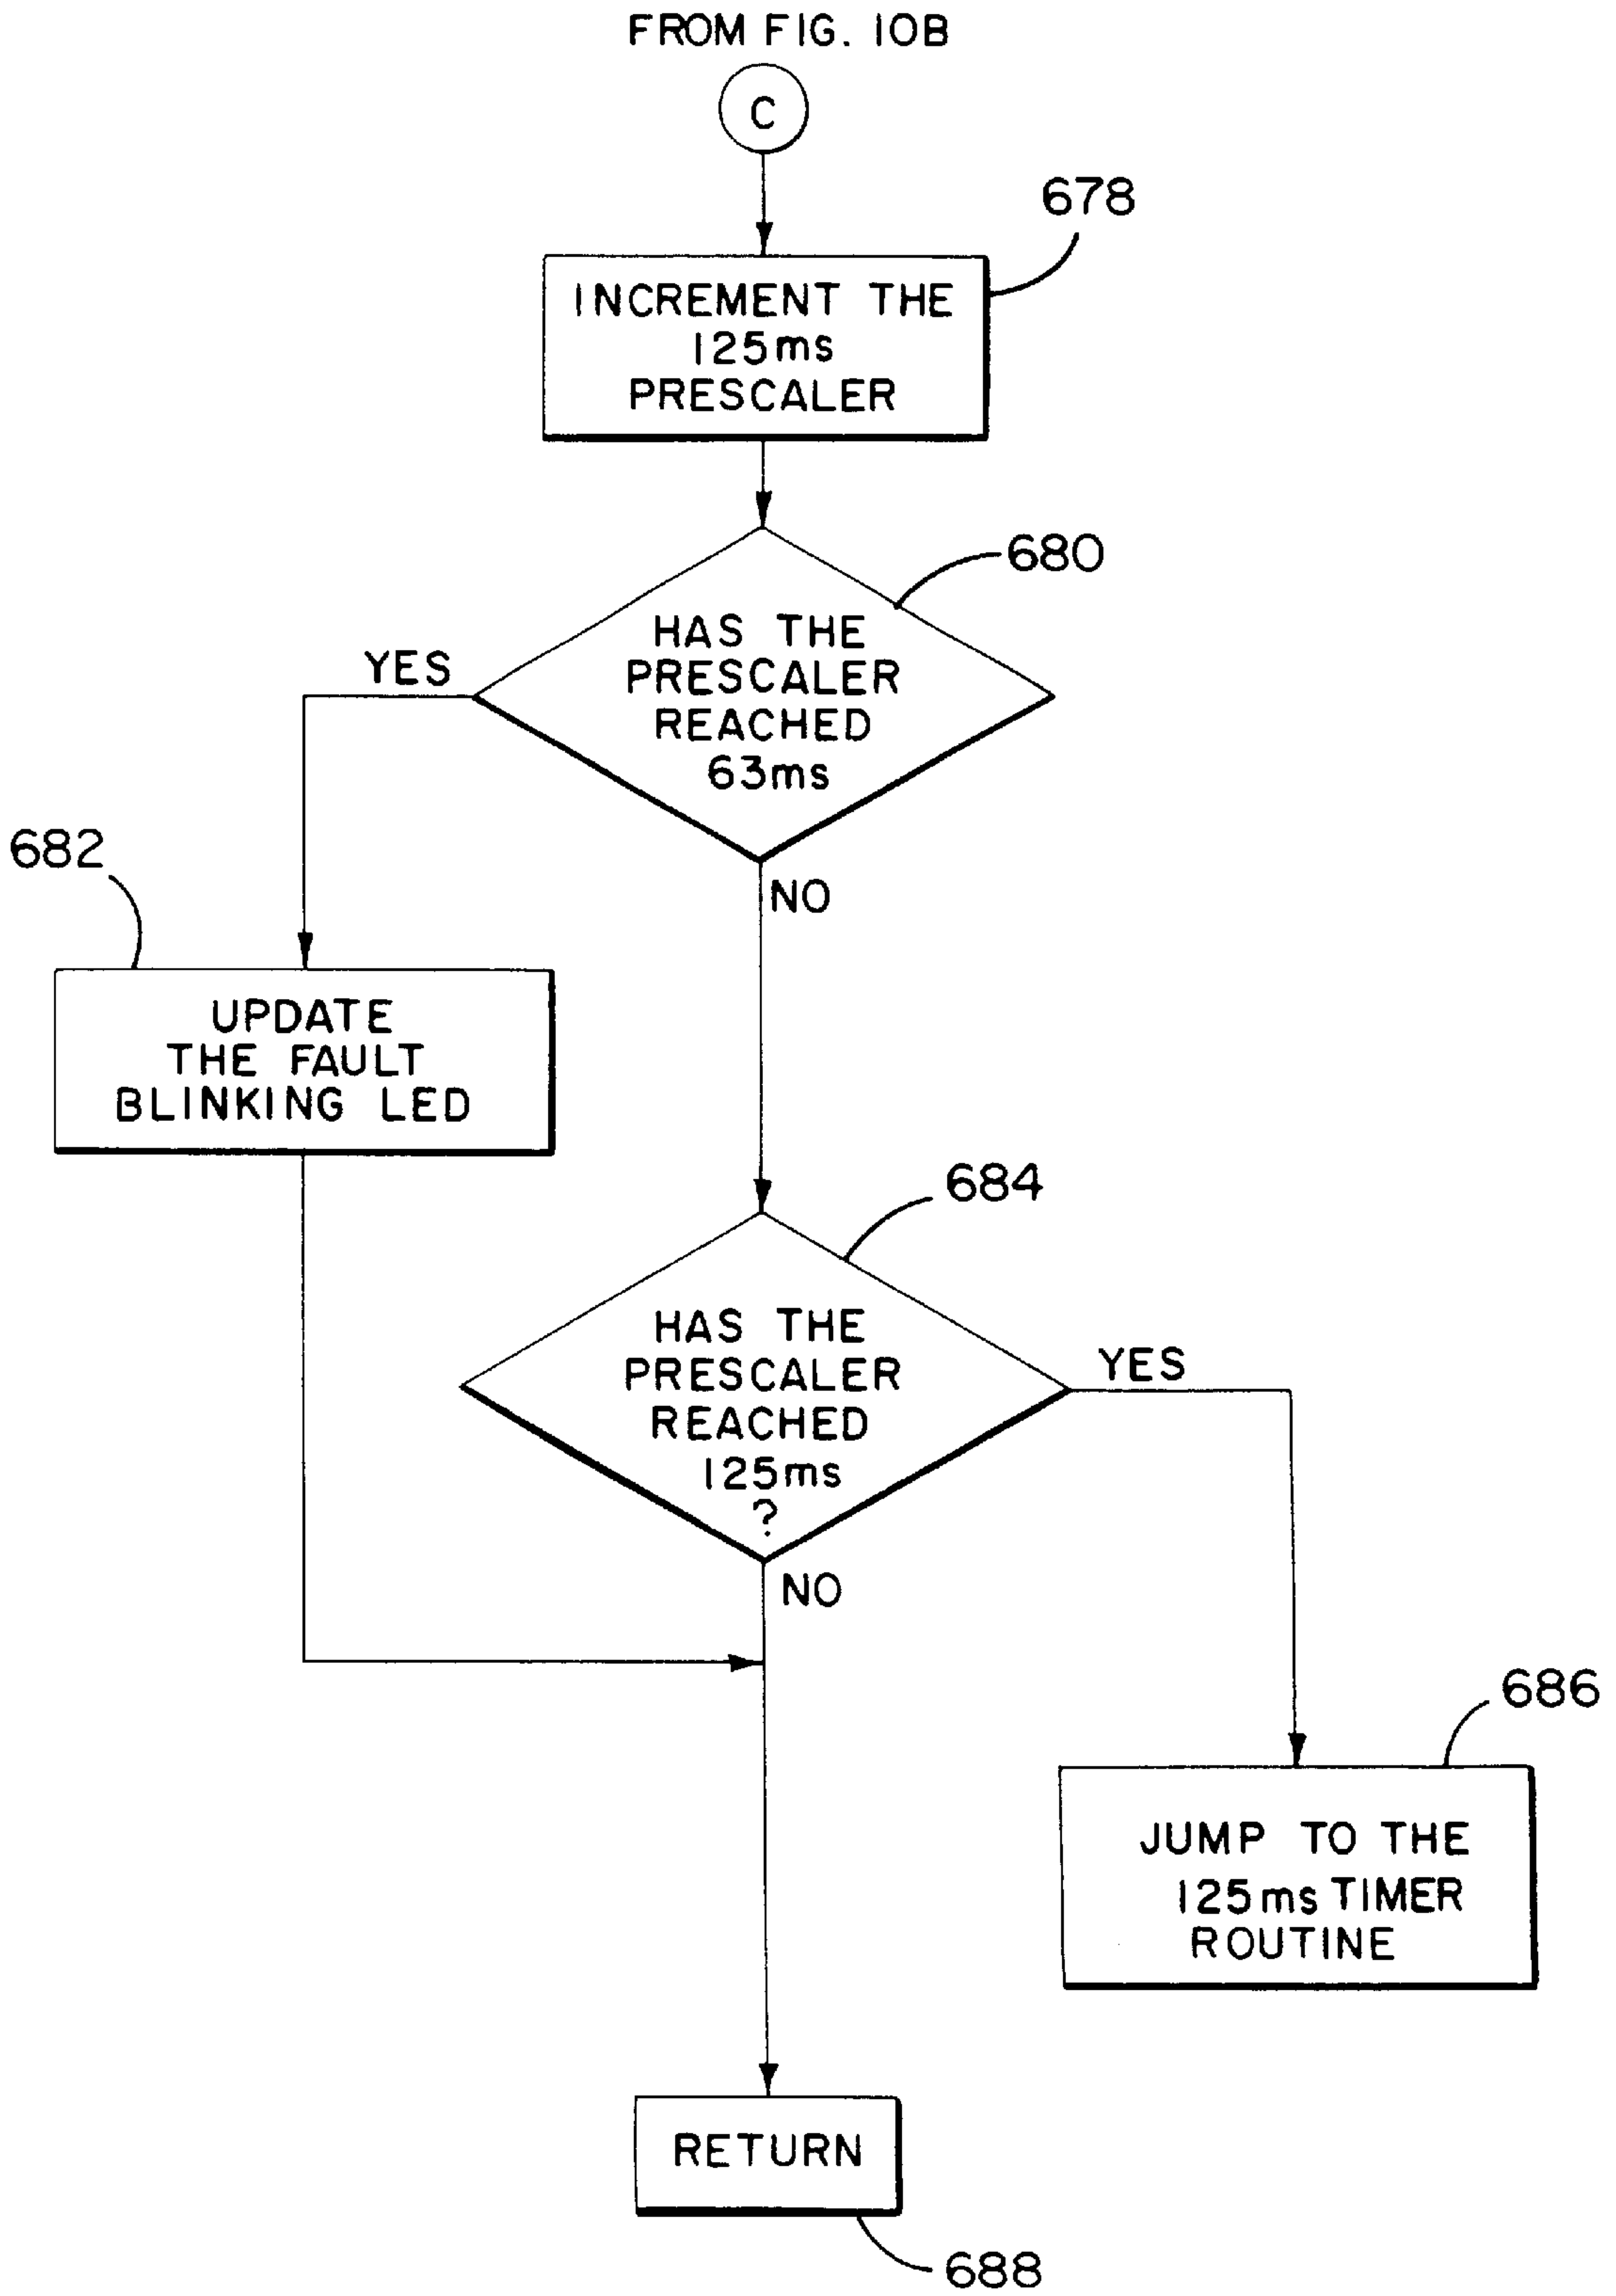 FROM FIG. 10B
C
678
INCREMENT THE
125ms
PRESCALER
680
HAS THE
PRESCALER
REACHED
63ms
YES
NO
682
UPDATE
THE FAULT
BLINKING LED
684
HAS THE
PRESCALER
REACHED
125ms
?
YES
NO
686
JUMP TO THE
125ms TIMER
ROUTINE
RETURN
688